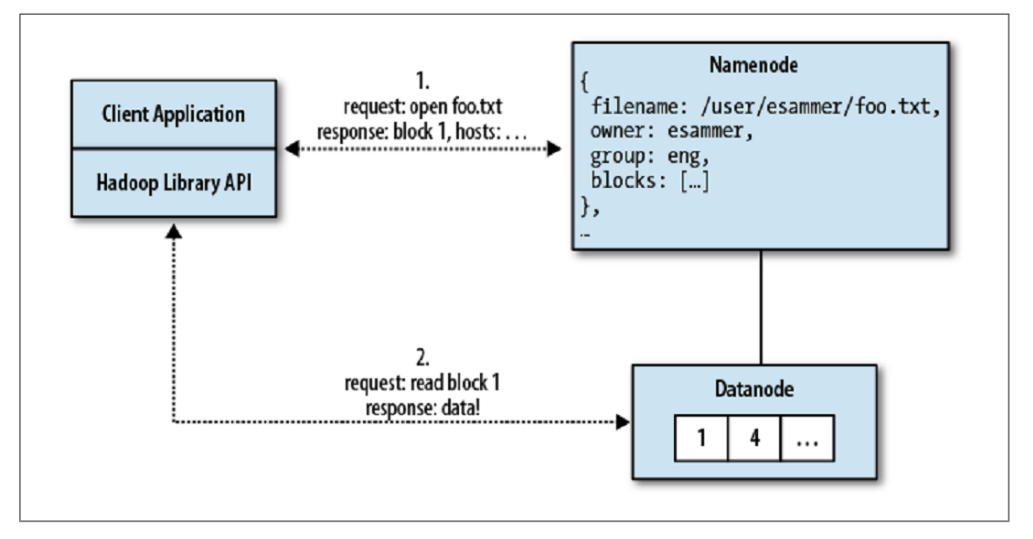 Client Application
Hadoop Library API
1.
request: open foo.txt
response: block 1, hosts: ...
Namenode
{
filename: /user/esammer/foo.txt,
owner: esammer,
group: eng,
blocks: […]
},
…
2.
request: read block 1
response: data!
Datanode
1 4 ...